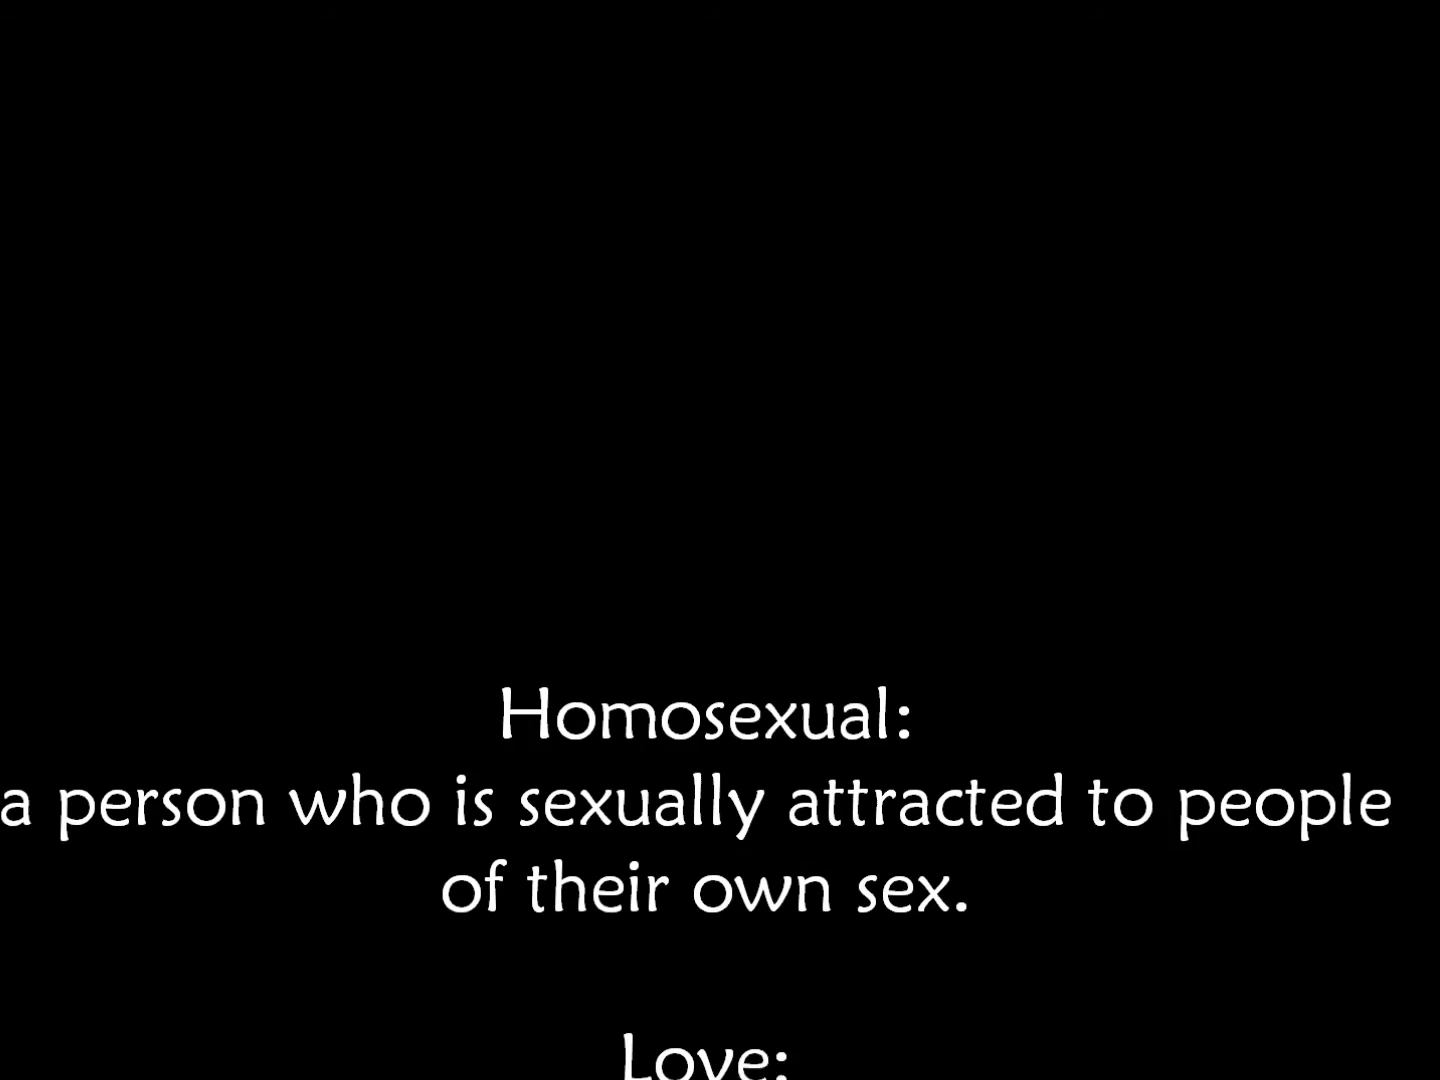 Homosexual:
a person who is sexually attracted to people
of their own sex.
Love: